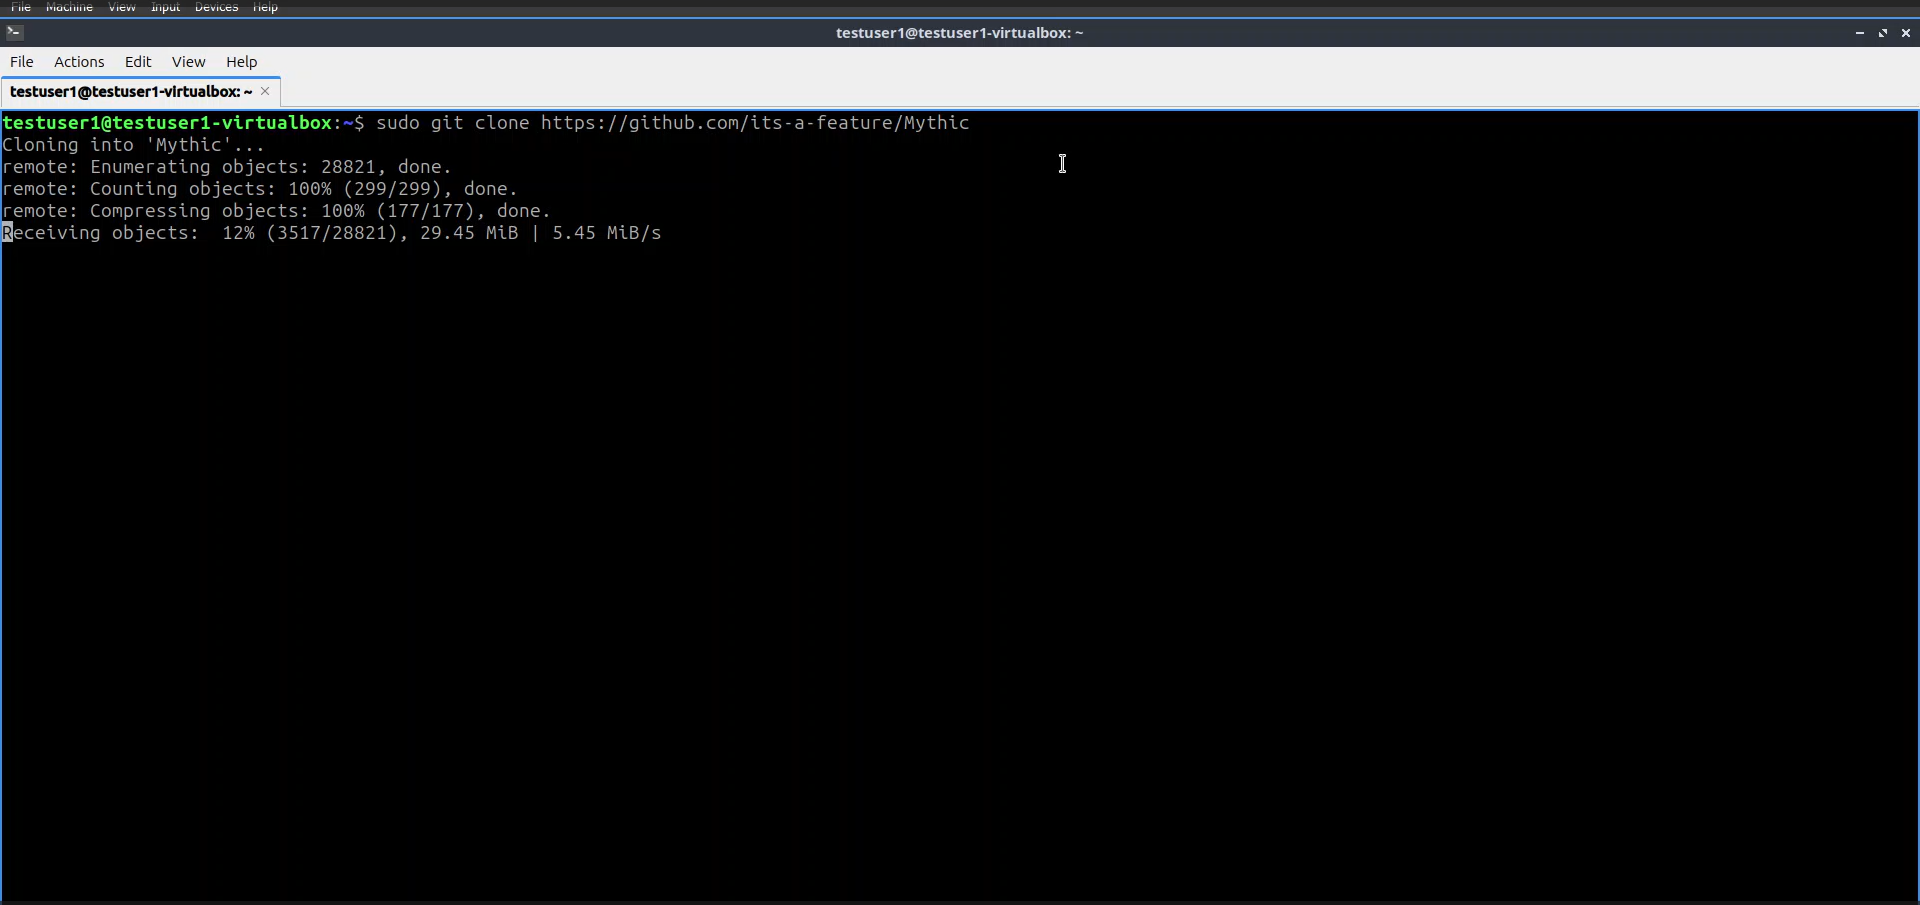 File Machine View Input Devices Help
testuser1@testuser1-virtualbox: ~
File Actions Edit View Help
testuser1@testuser1-virtualbox: ~
testuser1@testuser1-virtualbox:~$ sudo git clone https://github.com/its-a-feature/Mythic
Cloning into 'Mythic'...
remote: Enumerating objects: 28821, done.
remote: Counting objects: 100% (299/299), done.
remote: Compressing objects: 100% (177/177), done.
Receiving objects:  12% (3517/28821), 29.45 MiB | 5.45 MiB/s